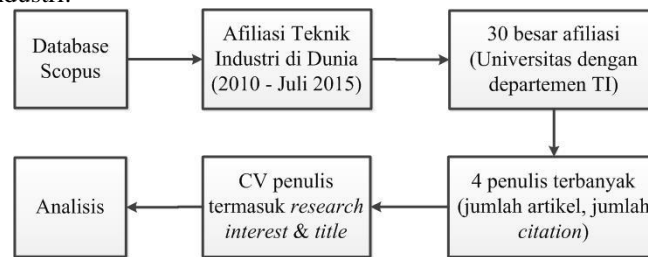 ndustri.
Database
Scopus
Afiliasi Teknik
Industri di Dunia
(2010 - Juli 2015)
30 besar afiliasi
(Universitas dengan
departemen TI)
4 penulis terbanyak
(jumlah artikel, jumlah
citation)
CV penulis
termasuk research
interest & title
Analisis